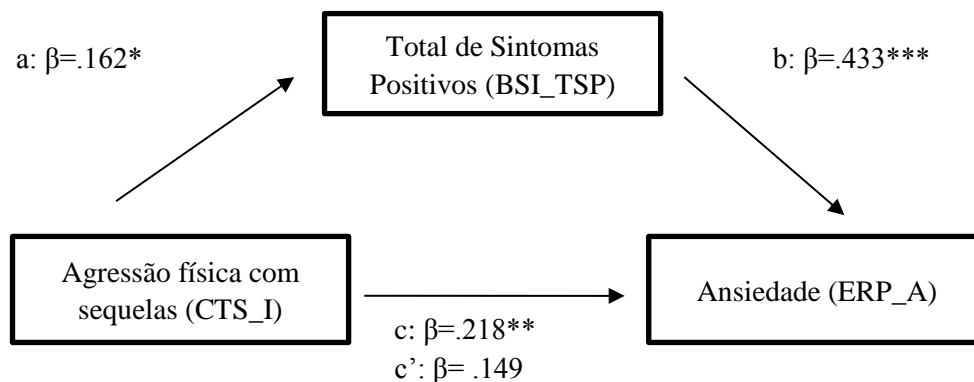 a: β=.162*
Total de Sintomas
Positivos (BSI_TSP)
b: β=.433***
Agressão física com
sequelas (CTS_I)
Ansiedade (ERP_A)
c: β=.218**
c’: β= .149